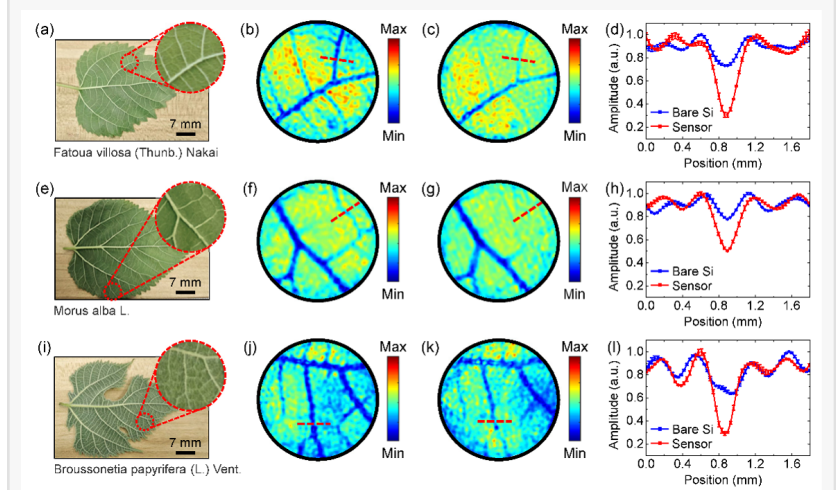 (a) (b) (c) (d)
Max Max
Min Min
7 mm
Fatoua villosa (Thunb.) Nakai
Amplitude (a.u.)
1.0
0.8
0.6
0.4
0.2
Bare Si
Sensor
0.0 0.4 0.8 1.2 1.6
Position (mm)
(e) (f) (g) (h)
Max Max
Min Min
7 mm
Morus alba L.
Amplitude (a.u.)
1.0
0.8
0.6
0.4
0.2
Bare Si
Sensor
0.0 0.4 0.8 1.2 1.6
Position (mm)
(i) (j) (k) (l)
Max Max
Min Min
7 mm
Broussonetia papyrifera (L.) Vent.
Amplitude (a.u.)
1.0
0.8
0.6
0.4
0.2
Bare Si
Sensor
0.0 0.4 0.8 1.2 1.6
Position (mm)